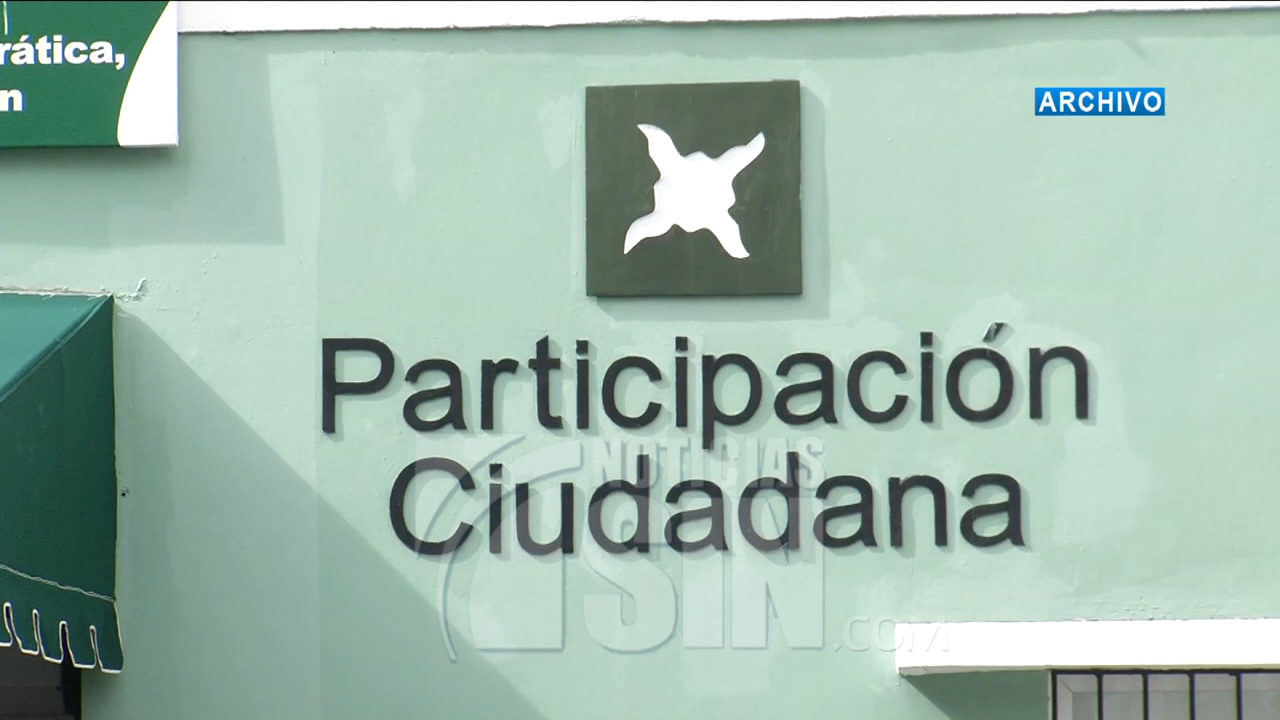 rática,
n
ARCHIVO
Participación
Ciudadana
NOTICIAS
SIN
.COM